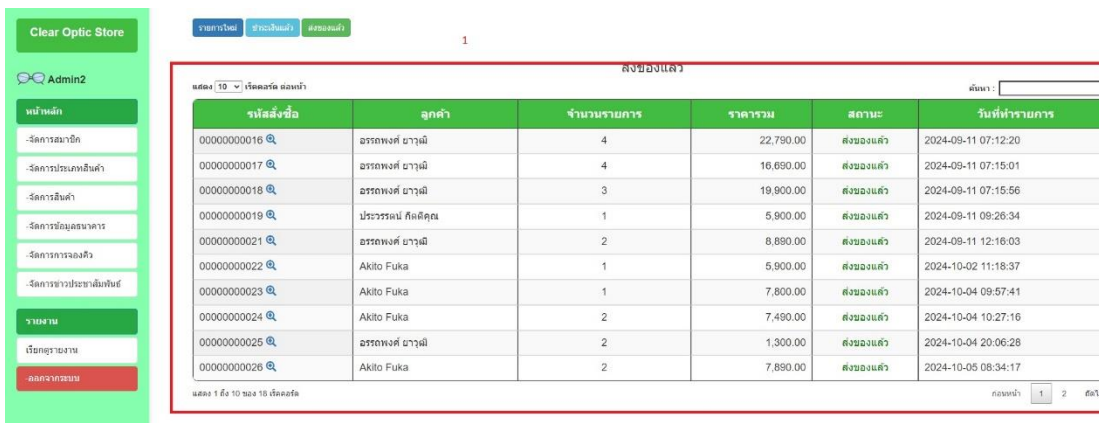 Clear Optic Store
รายการใหม่ ชำระเงินแล้ว ส่งของแล้ว
1
Admin2
หน้าหลัก
-จัดการสมาชิก
-จัดการประเภทสินค้า
-จัดการสินค้า
-จัดการข้อมูลธนาคาร
-จัดการการจองคิว
-จัดการข่าวประชาสัมพันธ์
รายงาน
เรียกดูรายงาน
-ออกจากระบบ
ส่งของแล้ว
แสดง 10 เร็คคอร์ด ต่อหน้า
ค้นหา :
รหัสสั่งซื้อ ลูกค้า จำนวนรายการ ราคารวม สถานะ วันที่ทำรายการ
00000000016 อรรถพงศ์ ยาวุฒิ 4 22,790.00 ส่งของแล้ว 2024-09-11 07:12:20
00000000017 อรรถพงศ์ ยาวุฒิ 4 16,690.00 ส่งของแล้ว 2024-09-11 07:15:01
00000000018 อรรถพงศ์ ยาวุฒิ 3 19,900.00 ส่งของแล้ว 2024-09-11 07:15:56
00000000019 ประวรรตน์ กิตติคุณ 1 5,900.00 ส่งของแล้ว 2024-09-11 09:26:34
00000000021 อรรถพงศ์ ยาวุฒิ 2 8,890.00 ส่งของแล้ว 2024-09-11 12:16:03
00000000022 Akito Fuka 1 5,900.00 ส่งของแล้ว 2024-10-02 11:18:37
00000000023 Akito Fuka 1 7,800.00 ส่งของแล้ว 2024-10-04 09:57:41
00000000024 Akito Fuka 2 7,490.00 ส่งของแล้ว 2024-10-04 10:27:16
00000000025 อรรถพงศ์ ยาวุฒิ 2 1,300.00 ส่งของแล้ว 2024-10-04 20:06:28
00000000026 Akito Fuka 2 7,890.00 ส่งของแล้ว 2024-10-05 08:34:17
แสดง 1 ถึง 10 ของ 18 เร็คคอร์ด
ก่อนหน้า 1 2